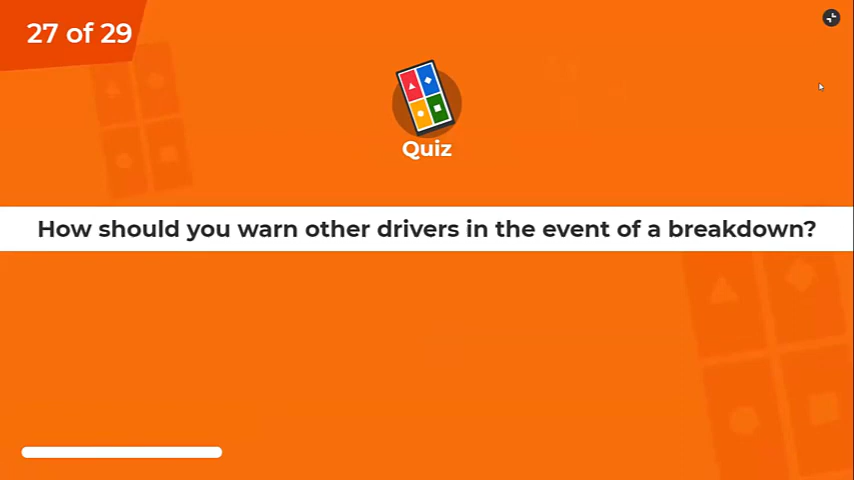 27 of 29
Quiz
How should you warn other drivers in the event of a breakdown?